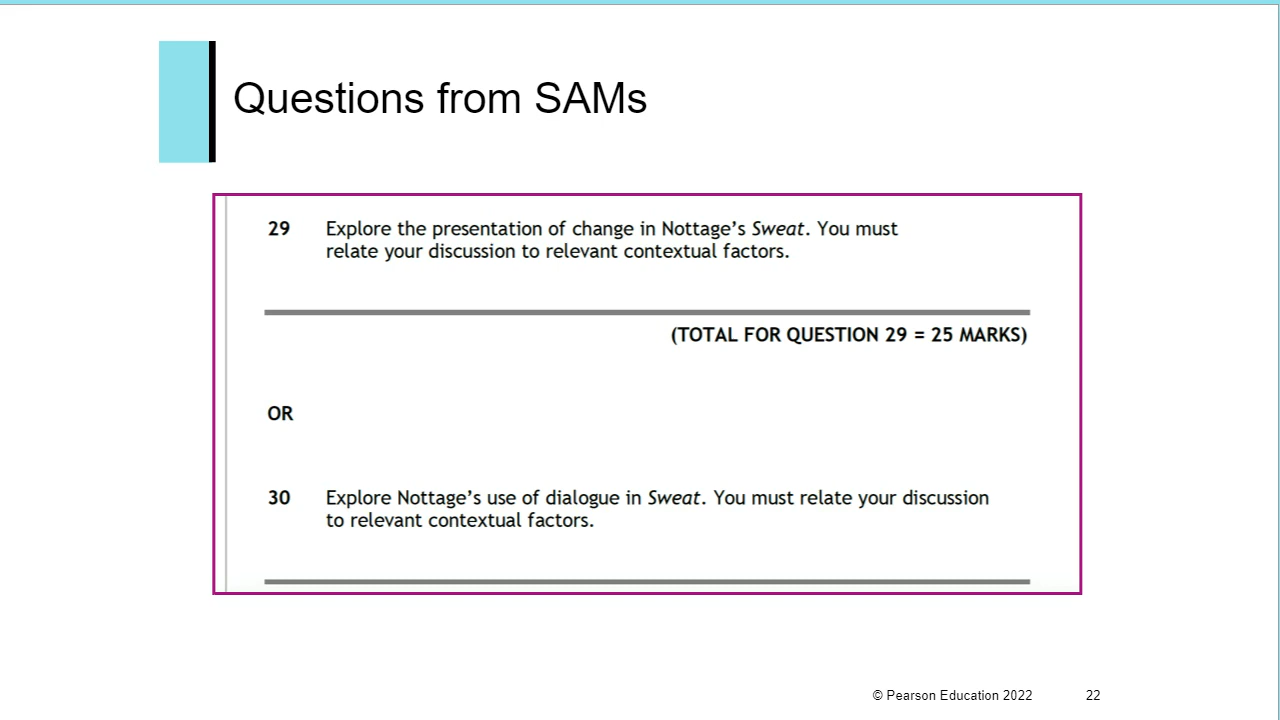 Questions from SAMs
29 Explore the presentation of change in Nottage’s Sweat. You must
relate your discussion to relevant contextual factors.
(TOTAL FOR QUESTION 29 = 25 MARKS)
OR
30 Explore Nottage’s use of dialogue in Sweat. You must relate your discussion
to relevant contextual factors.
© Pearson Education 2022 22